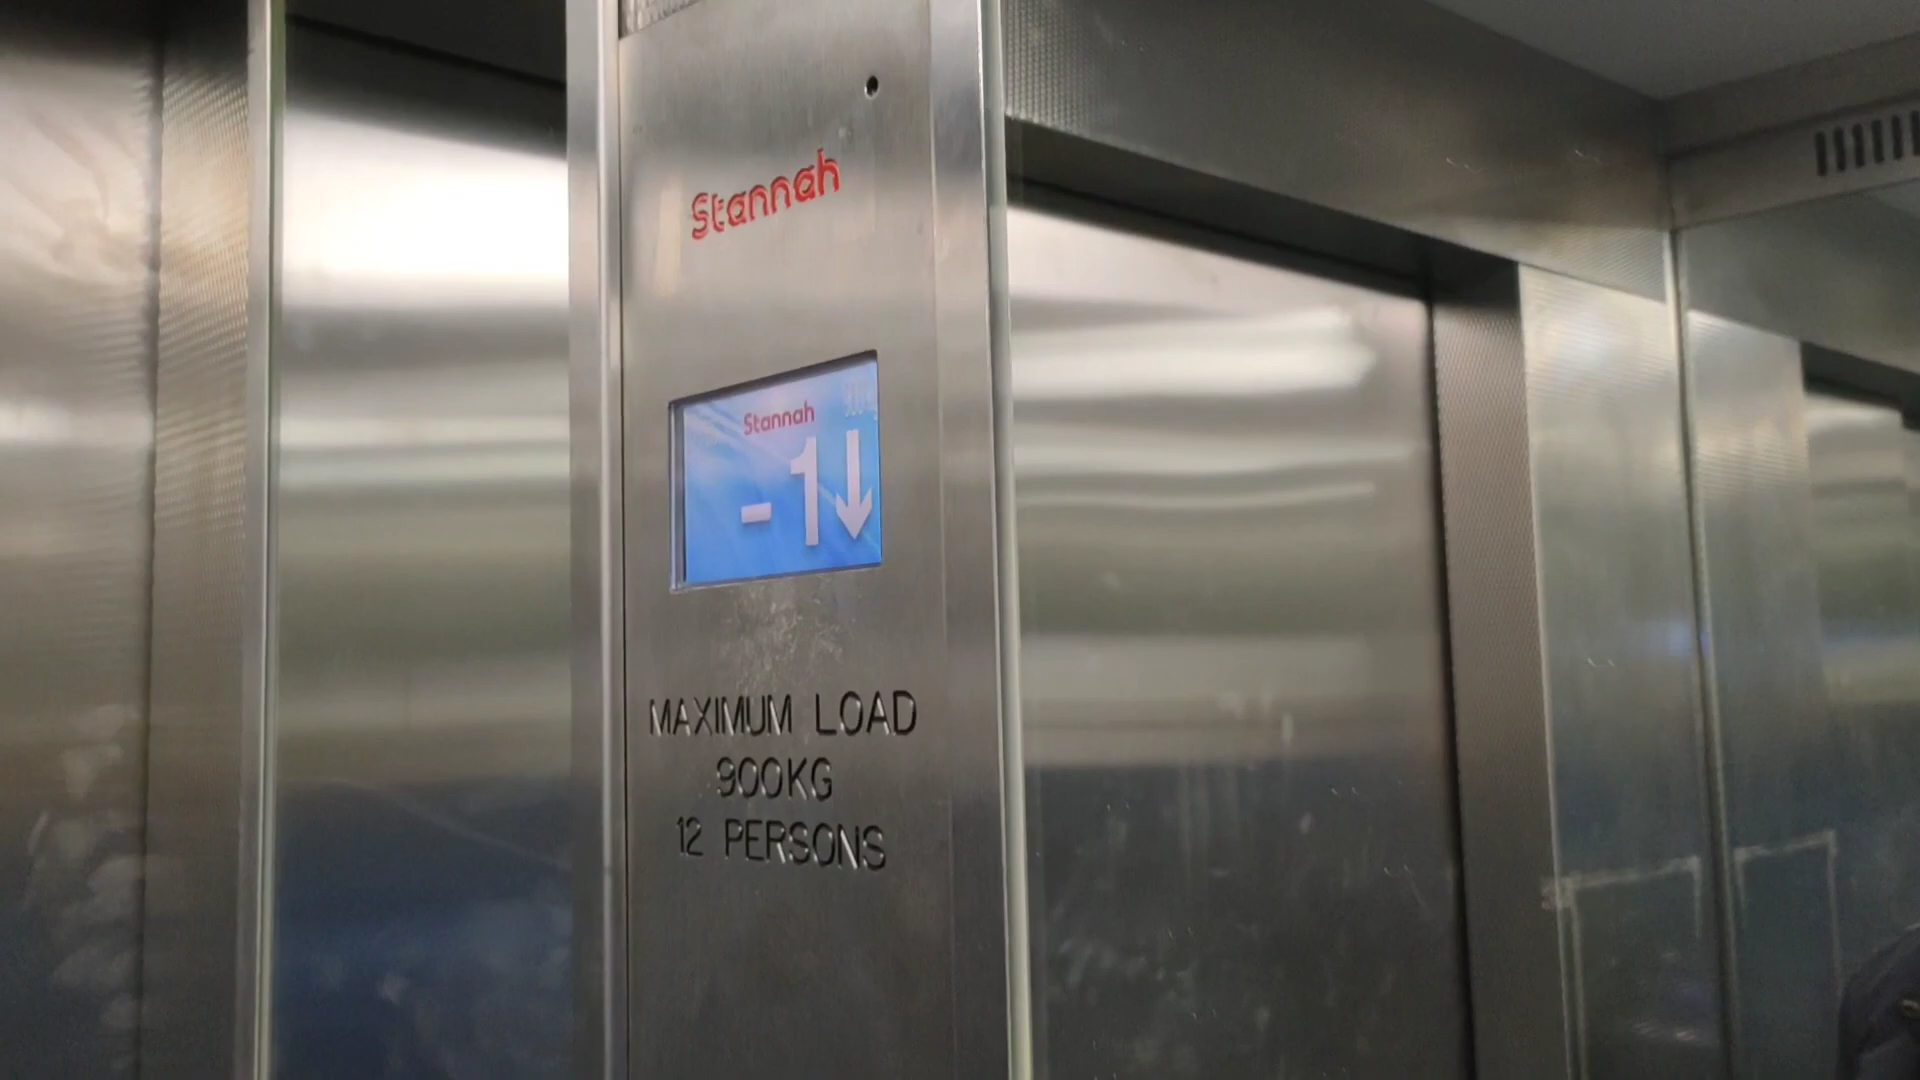 Stannah
Stannah
-1↓
MAXIMUM LOAD
900KG
12 PERSONS